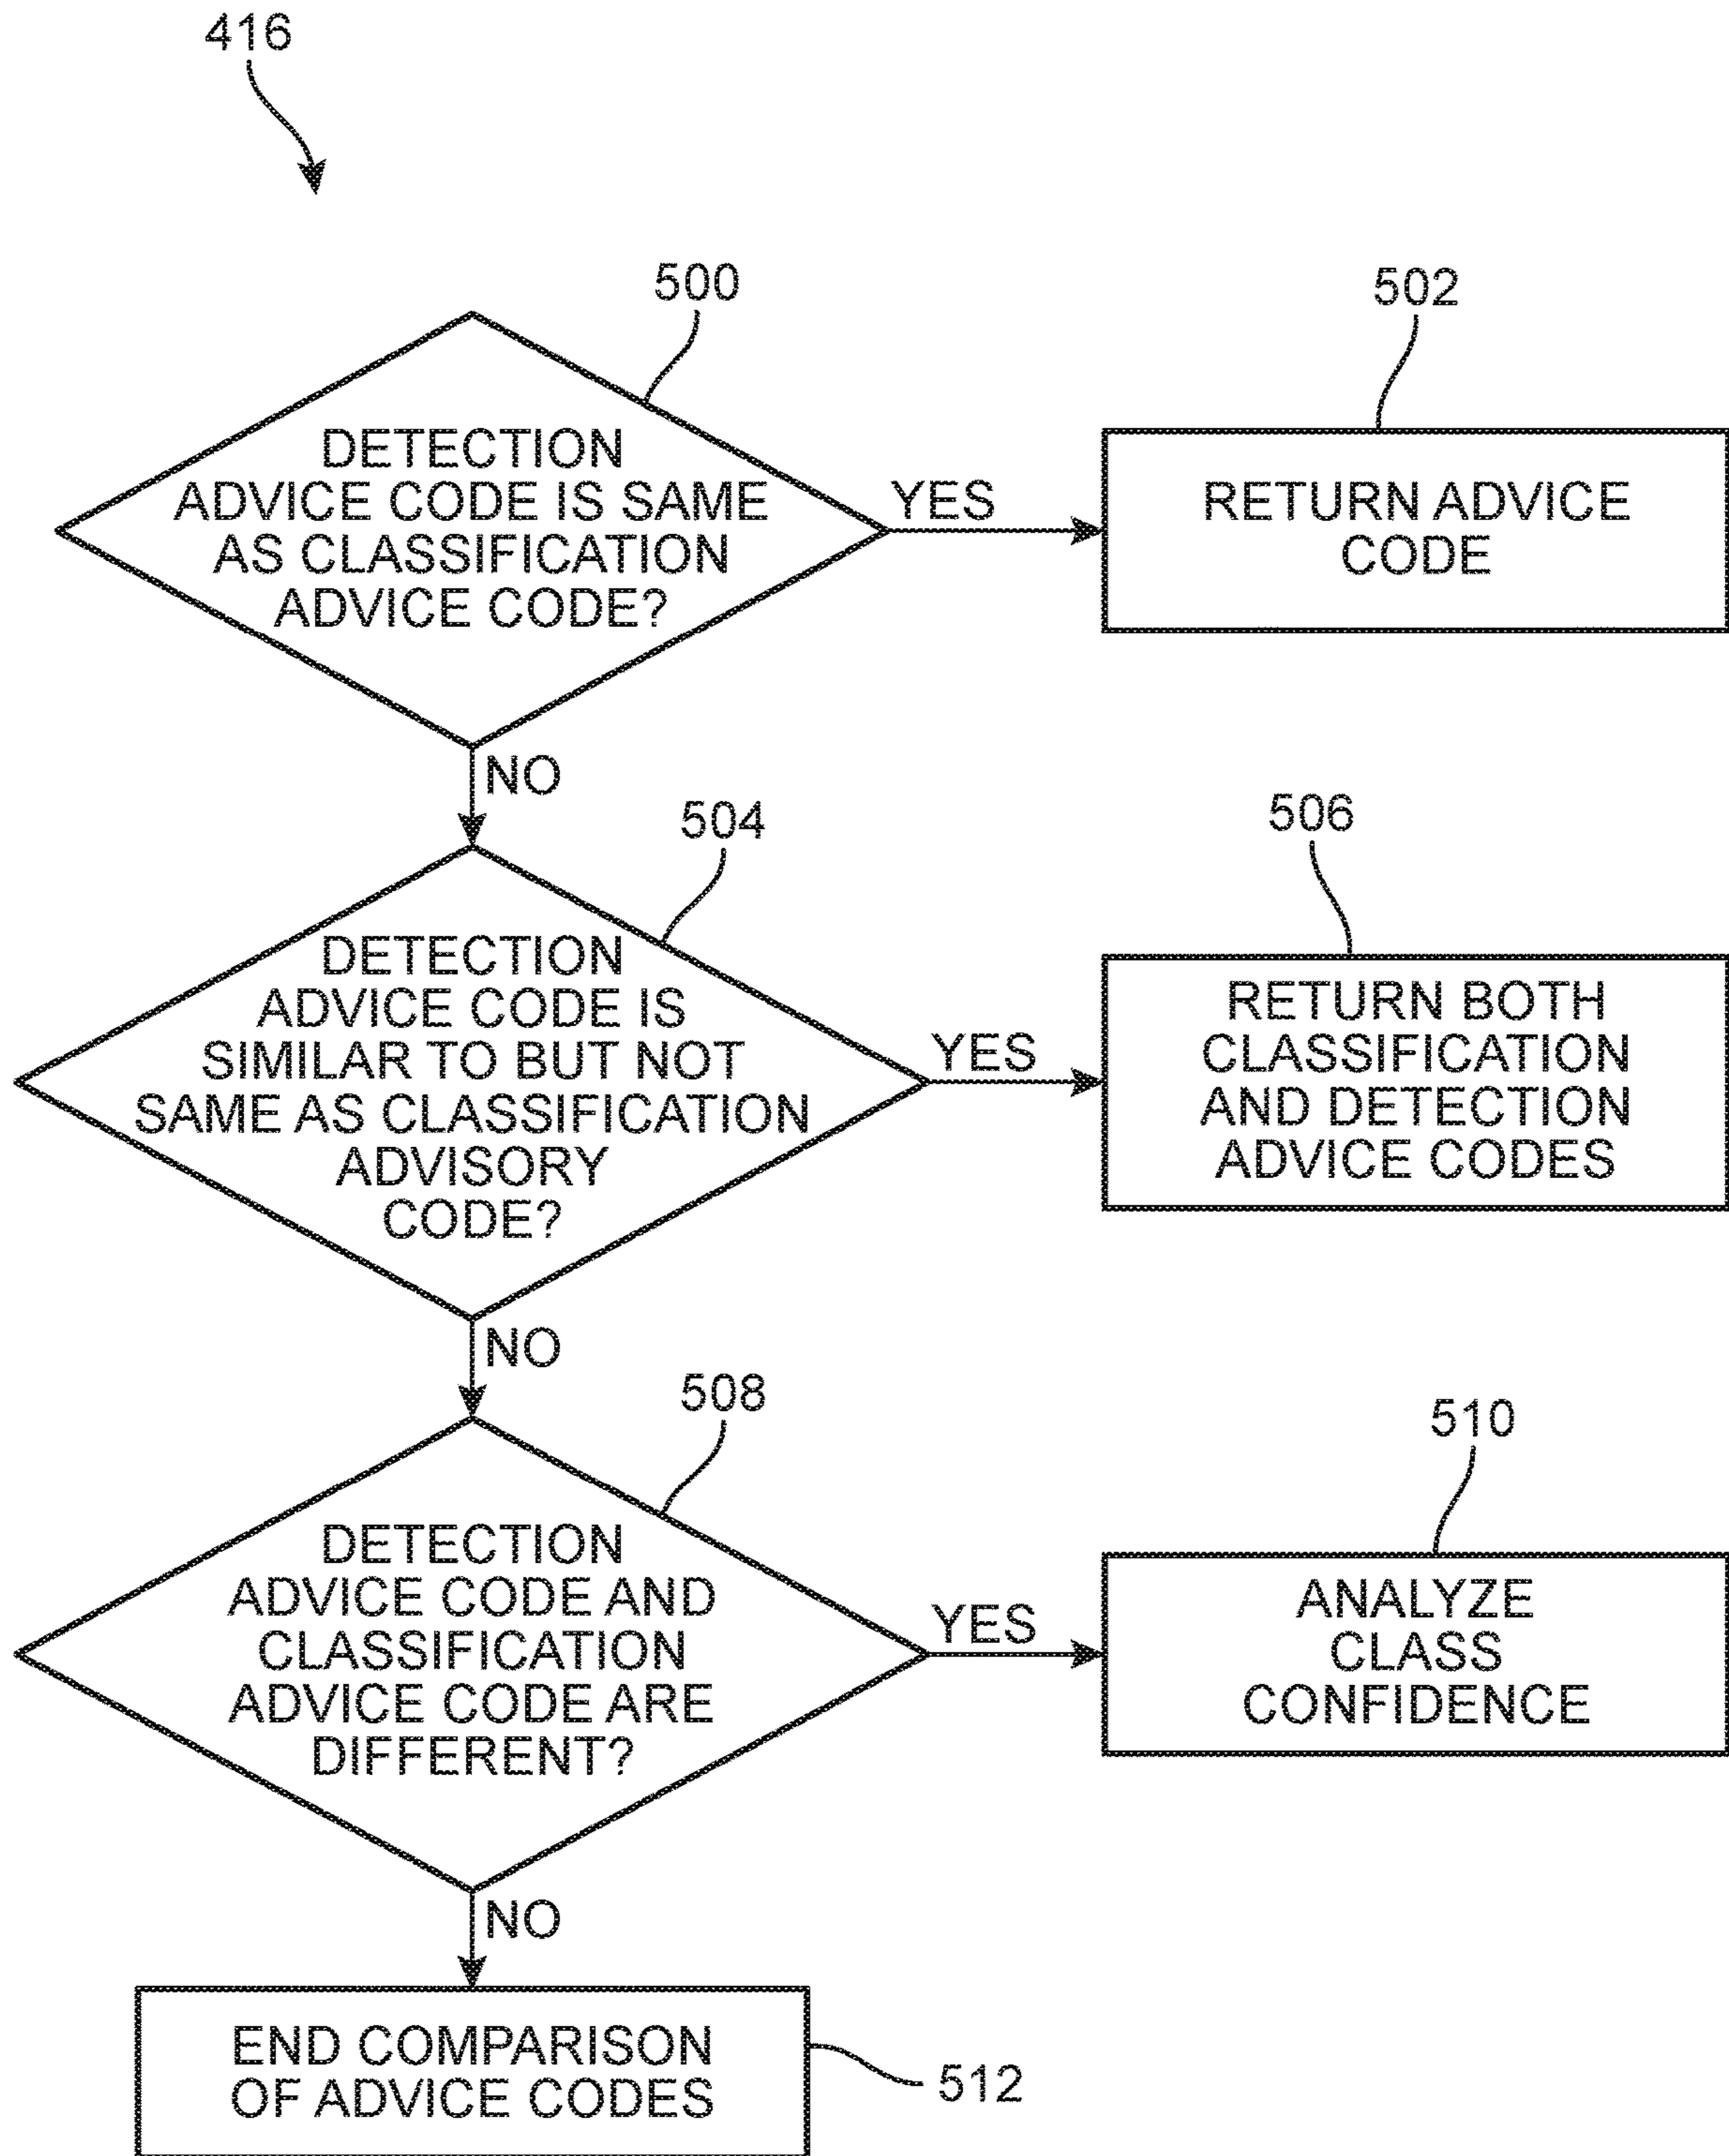 416
500
502
DETECTION
ADVICE CODE IS SAME
AS CLASSIFICATION
ADVICE CODE?
YES
RETURN ADVICE
CODE
NO
504
506
DETECTION
ADVICE CODE IS
SIMILAR TO BUT NOT
SAME AS CLASSIFICATION
ADVISORY
CODE?
YES
RETURN BOTH
CLASSIFICATION
AND DETECTION
ADVICE CODES
NO
508
510
DETECTION
ADVICE CODE AND
CLASSIFICATION
ADVICE CODE ARE
DIFFERENT?
YES
ANALYZE
CLASS
CONFIDENCE
NO
END COMPARISON
OF ADVICE CODES
512